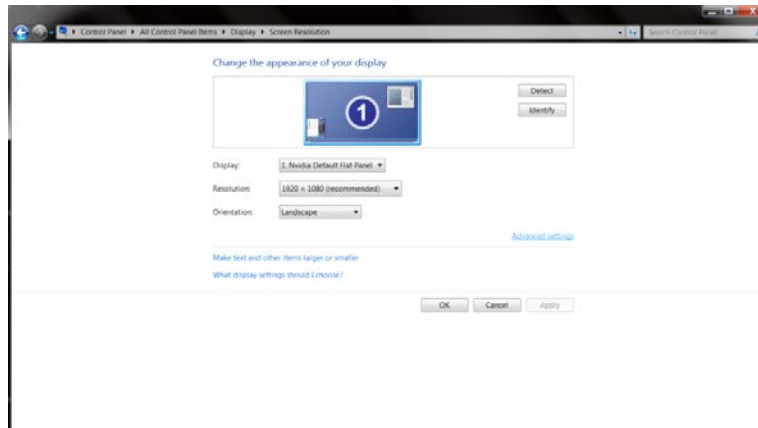 Control Panel ▸ All Control Panel Items ▸ Display ▸ Screen Resolution
Search Control Panel
Change the appearance of your display
1
Detect
Identify
Display: 1. Nvidia Default Flat Panel
Resolution: 1920 × 1080 (recommended)
Orientation: Landscape
Advanced settings
Make text and other items larger or smaller
What display settings should I choose?
OK Cancel Apply